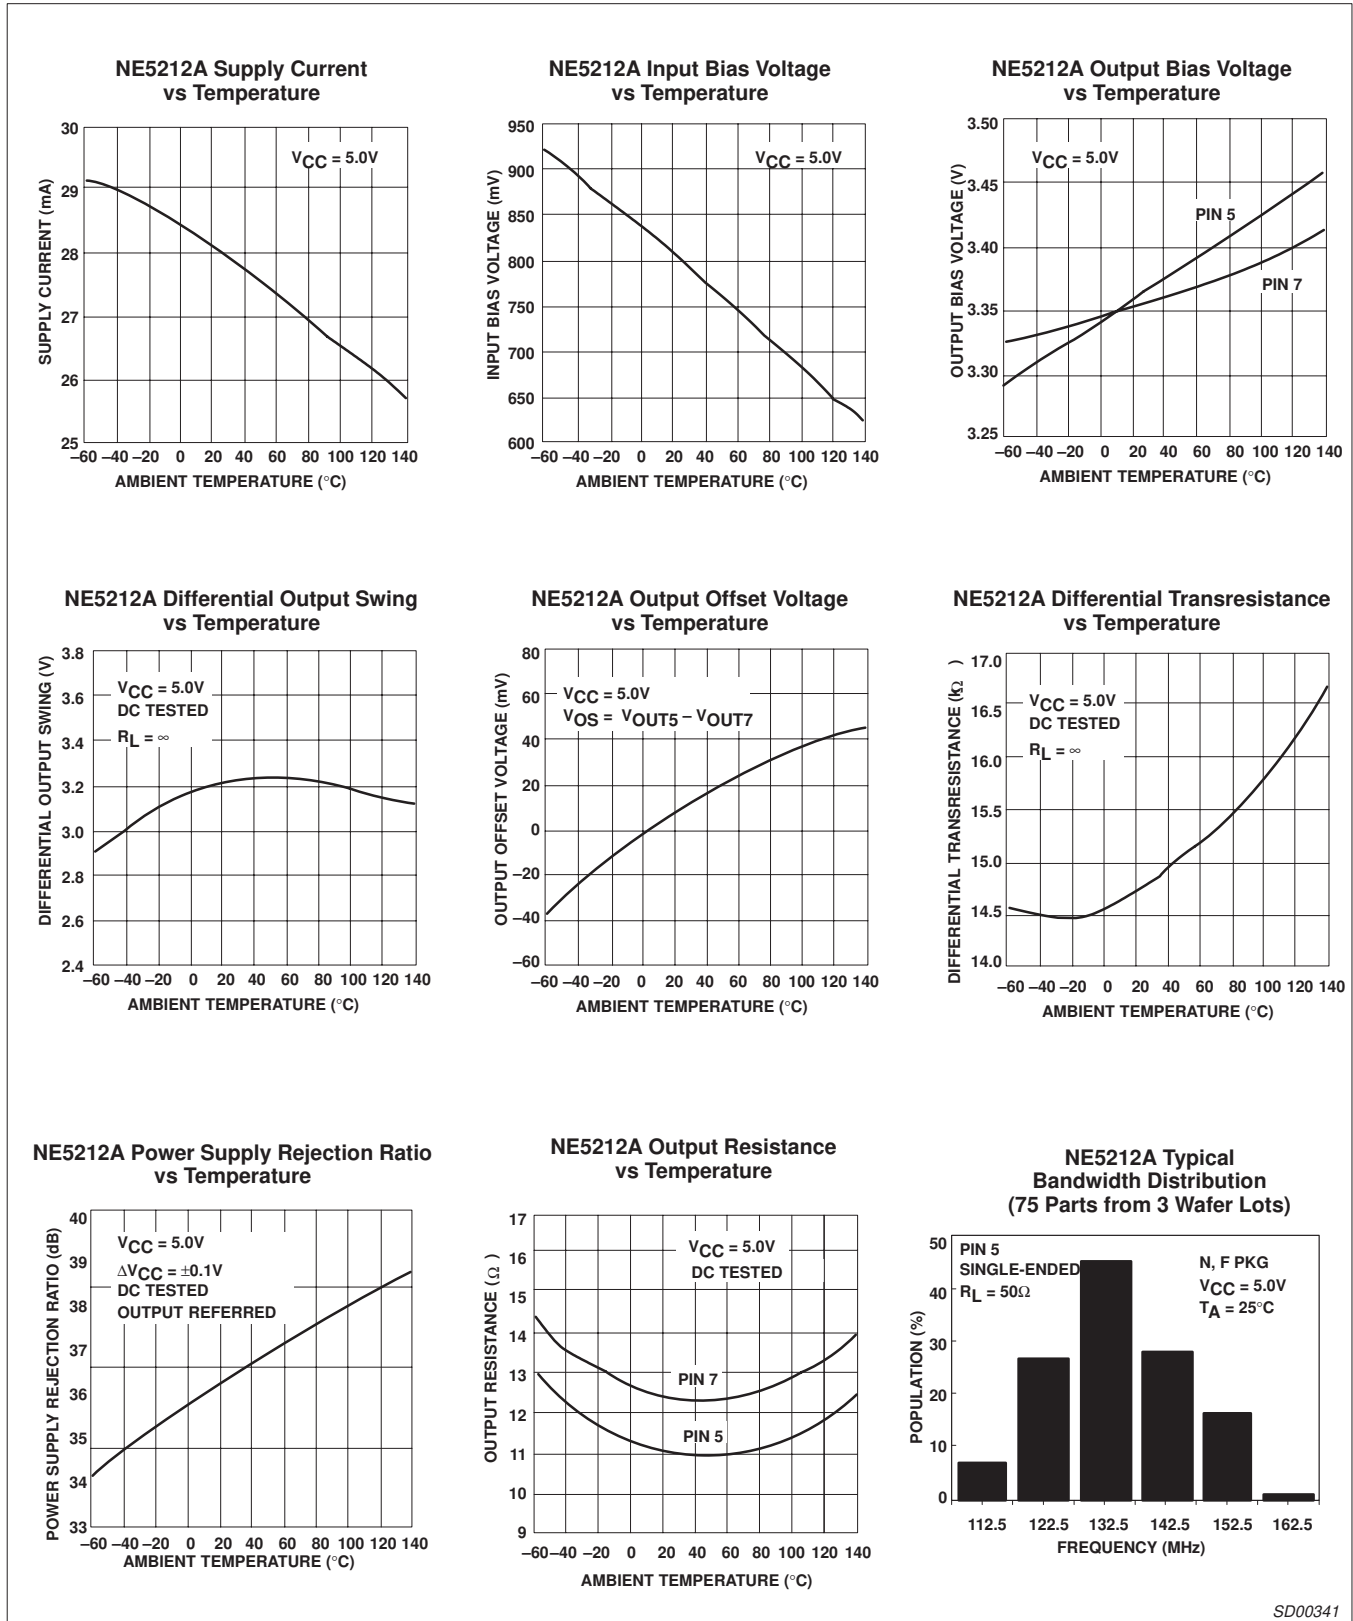 NE5212A Supply Current
vs Temperature
30
29
28
27
26
25
SUPPLY CURRENT (mA)
VCC = 5.0V
–60 –40 –20 0 20 40 60 80 100 120 140
AMBIENT TEMPERATURE (°C)
NE5212A Input Bias Voltage
vs Temperature
950
900
850
800
750
700
650
600
INPUT BIAS VOLTAGE (mV)
VCC = 5.0V
–60 –40 –20 0 20 40 60 80 100 120 140
AMBIENT TEMPERATURE (°C)
NE5212A Output Bias Voltage
vs Temperature
3.50
3.45
3.40
3.35
3.30
3.25
OUTPUT BIAS VOLTAGE (V)
VCC = 5.0V
PIN 5
PIN 7
–60 –40 –20 0 20 40 60 80 100 120 140
AMBIENT TEMPERATURE (°C)
NE5212A Differential Output Swing
vs Temperature
3.8
3.6
3.4
3.2
3.0
2.8
2.6
2.4
DIFFERENTIAL OUTPUT SWING (V)
VCC = 5.0V
DC TESTED
RL = ∞
–60 –40 –20 0 20 40 60 80 100 120 140
AMBIENT TEMPERATURE (°C)
NE5212A Output Offset Voltage
vs Temperature
80
60
40
20
0
–20
–40
–60
OUTPUT OFFSET VOLTAGE (mV)
VCC = 5.0V
VOS = VOUT5 – VOUT7
–60 –40 –20 0 20 40 60 80 100 120 140
AMBIENT TEMPERATURE (°C)
NE5212A Differential Transresistance
vs Temperature
17.0
16.5
16.0
15.5
15.0
14.5
14.0
DIFFERENTIAL TRANSRESISTANCE (kΩ )
VCC = 5.0V
DC TESTED
RL = ∞
–60 –40 –20 0 20 40 60 80 100 120 140
AMBIENT TEMPERATURE (°C)
NE5212A Power Supply Rejection Ratio
vs Temperature
40
39
38
37
36
35
34
33
POWER SUPPLY REJECTION RATIO (dB)
VCC = 5.0V
ΔVCC = ±0.1V
DC TESTED
OUTPUT REFERRED
–60 –40 –20 0 20 40 60 80 100 120 140
AMBIENT TEMPERATURE (°C)
NE5212A Output Resistance
vs Temperature
17
16
15
14
13
12
11
10
9
OUTPUT RESISTANCE (Ω )
VCC = 5.0V
DC TESTED
PIN 7
PIN 5
–60 –40 –20 0 20 40 60 80 100 120 140
AMBIENT TEMPERATURE (°C)
NE5212A Typical
Bandwidth Distribution
(75 Parts from 3 Wafer Lots)
50
40
30
20
10
0
POPULATION (%)
PIN 5
SINGLE-ENDED
RL = 50Ω
N, F PKG
VCC = 5.0V
TA = 25°C
112.5 122.5 132.5 142.5 152.5 162.5
FREQUENCY (MHz)
SD00341